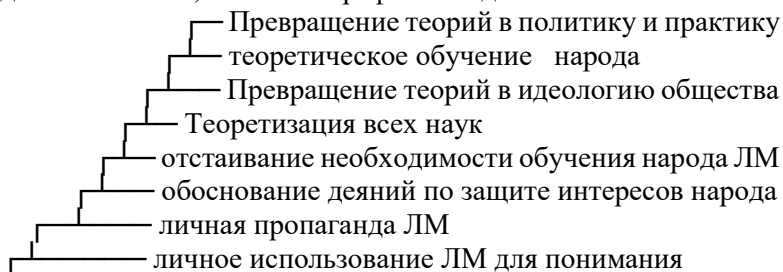 Превращение теорий в политику и практику
теоретическое обучение народа
Превращение теорий в идеологию общества
Теоретизация всех наук
отстаивание необходимости обучения народа ЛМ
обоснование деяний по защите интересов народа
личная пропаганда ЛМ
личное использование ЛМ для понимания